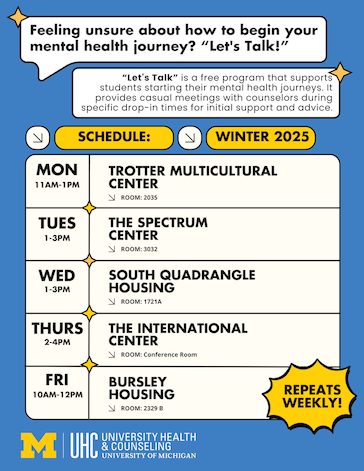 Feeling unsure about how to begin your
mental health journey? “Let's Talk!”
“Let's Talk” is a free program that supports
students starting their mental health journeys. It
provides casual meetings with counselors during
specific drop-in times for initial support and advice.
SCHEDULE: WINTER 2025
MON
11AM-1PM
TROTTER MULTICULTURAL
CENTER
ROOM: 2035
TUES
1-3PM
THE SPECTRUM
CENTER
ROOM: 3032
WED
1-3PM
SOUTH QUADRANGLE
HOUSING
ROOM: 1721A
THURS
2-4PM
THE INTERNATIONAL
CENTER
ROOM: Conference Room
FRI
10AM-12PM
BURSLEY
HOUSING
ROOM: 2329 B
REPEATS
WEEKLY!
M UHC UNIVERSITY HEALTH
& COUNSELING
UNIVERSITY OF MICHIGAN